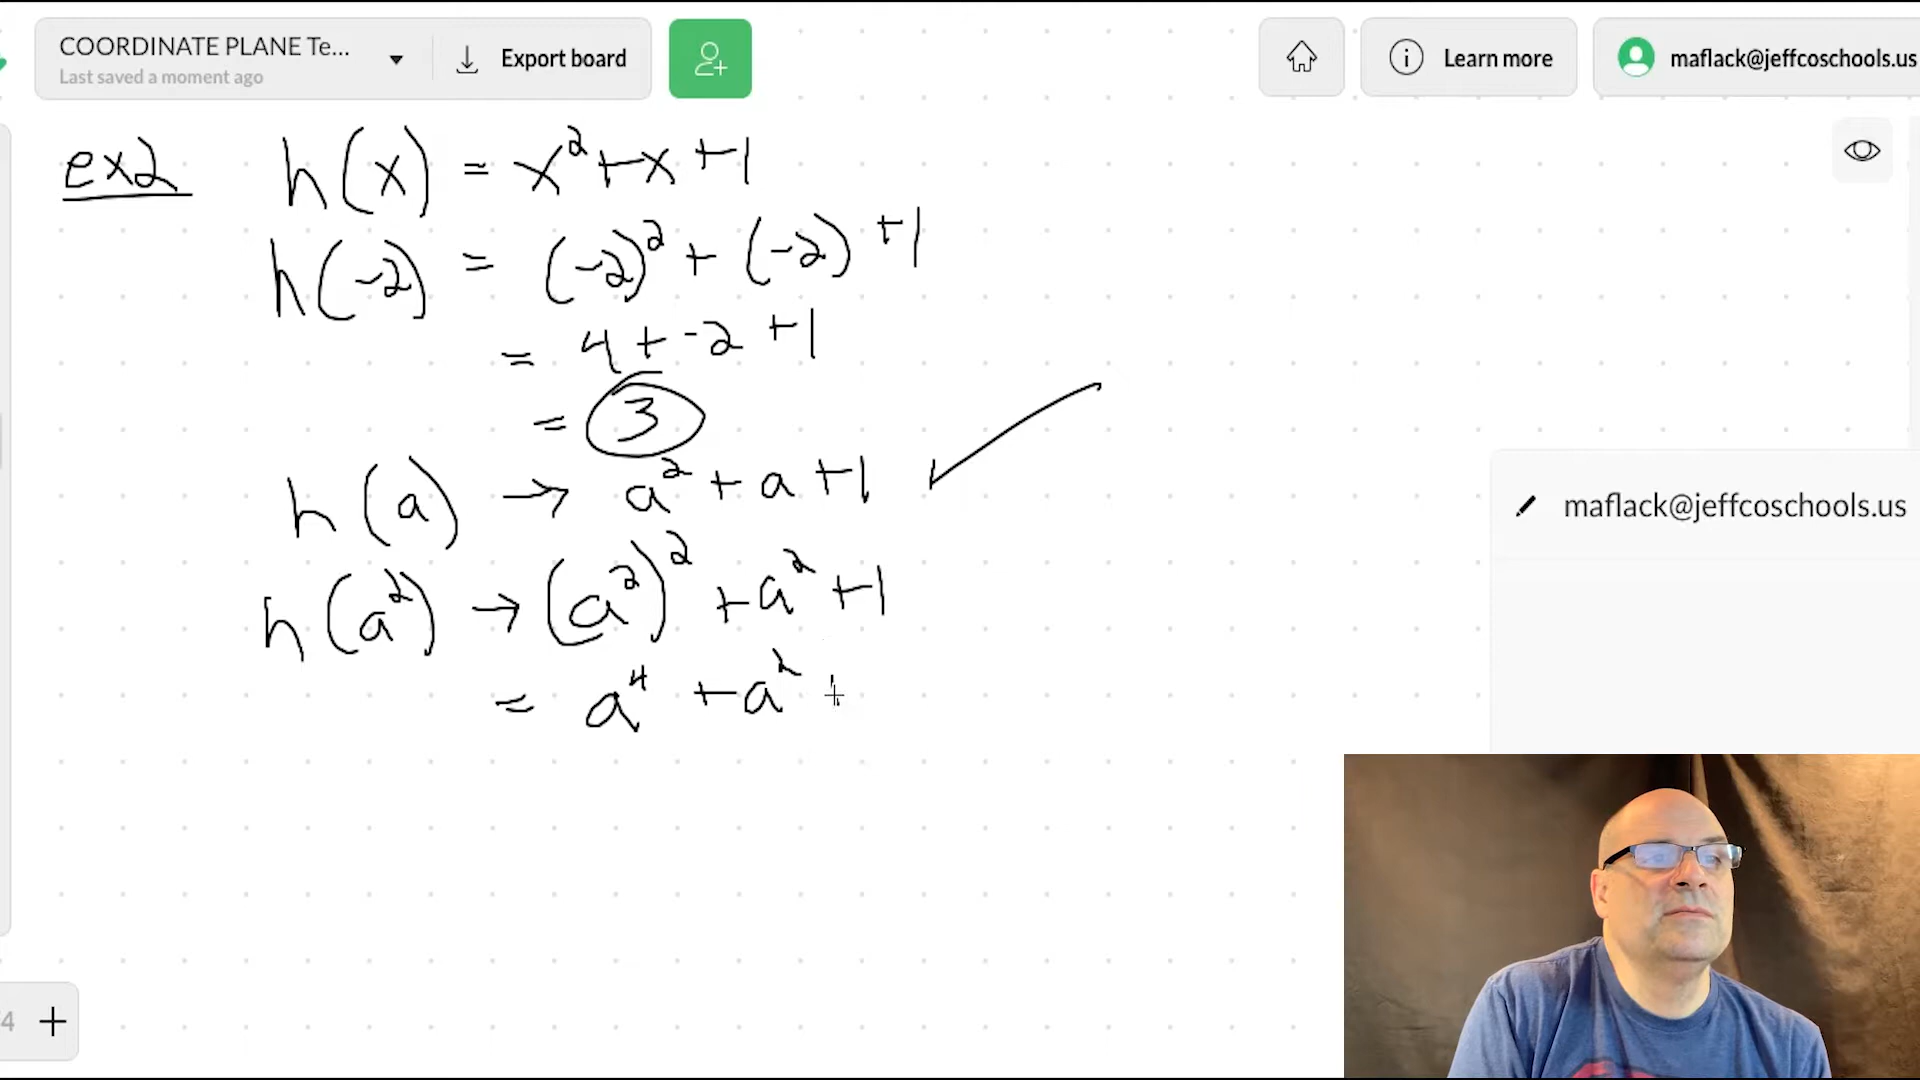 COORDINATE PLANE Te...
Last saved a moment ago
Export board
Learn more
maflack@jeffcoschools.us
ex2 h(x) = x² + x + 1
h(-2) = (-2)² + (-2) + 1
= 4 + -2 + 1
= 3
h(a) → a² + a + 1
maflack@jeffcoschools.us
h(a²) → (a²)² + a² + 1
= a⁴ + a² +
4 +